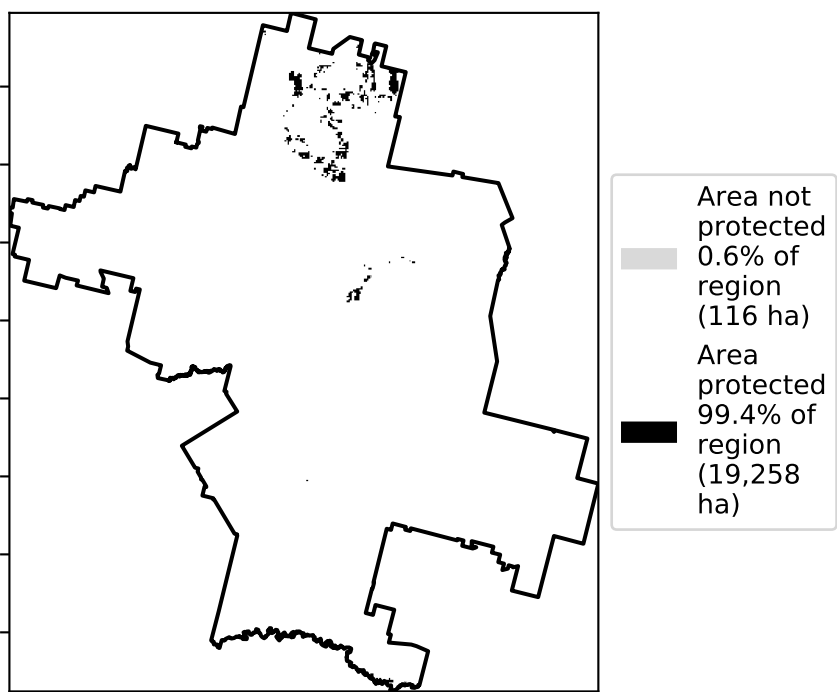 Area not
protected
0.6% of
region
(116 ha)
Area
protected
99.4% of
region
(19,258
ha)